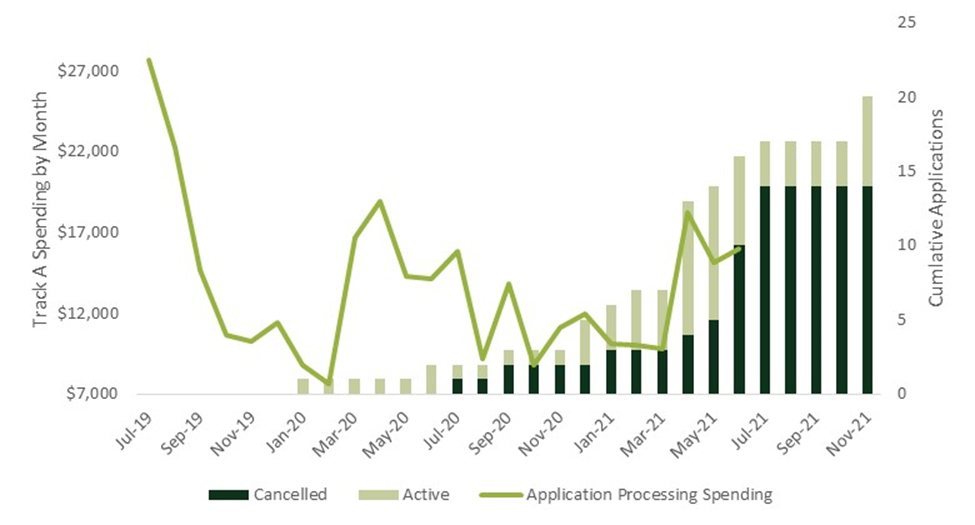 Track A Spending by Month
$27,000
$22,000
$17,000
$12,000
$7,000
25
20
15
10
5
0
Cumlative Applications
Jul-19
Sep-19
Nov-19
Jan-20
Mar-20
May-20
Jul-20
Sep-20
Nov-20
Jan-21
Mar-21
May-21
Jul-21
Sep-21
Nov-21
Cancelled
Active
Application Processing Spending